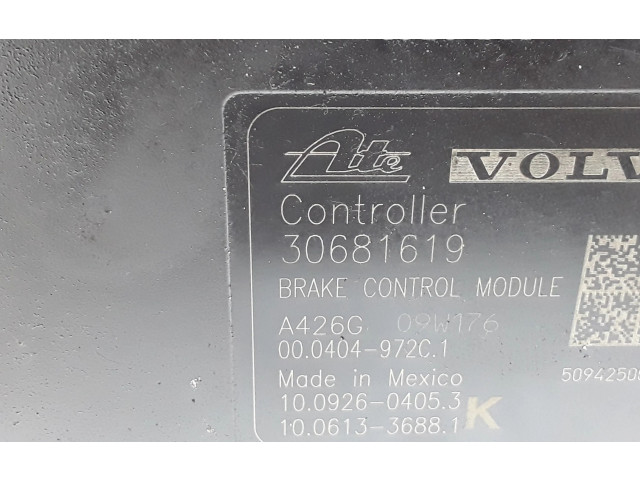 Ate VOLV
Controller
30681619
BRAKE CONTROL MODULE
A426G 09W176
00.0404-972C.1
Made in Mexico
10.0926-0405.3
10.0613-3688.1 K